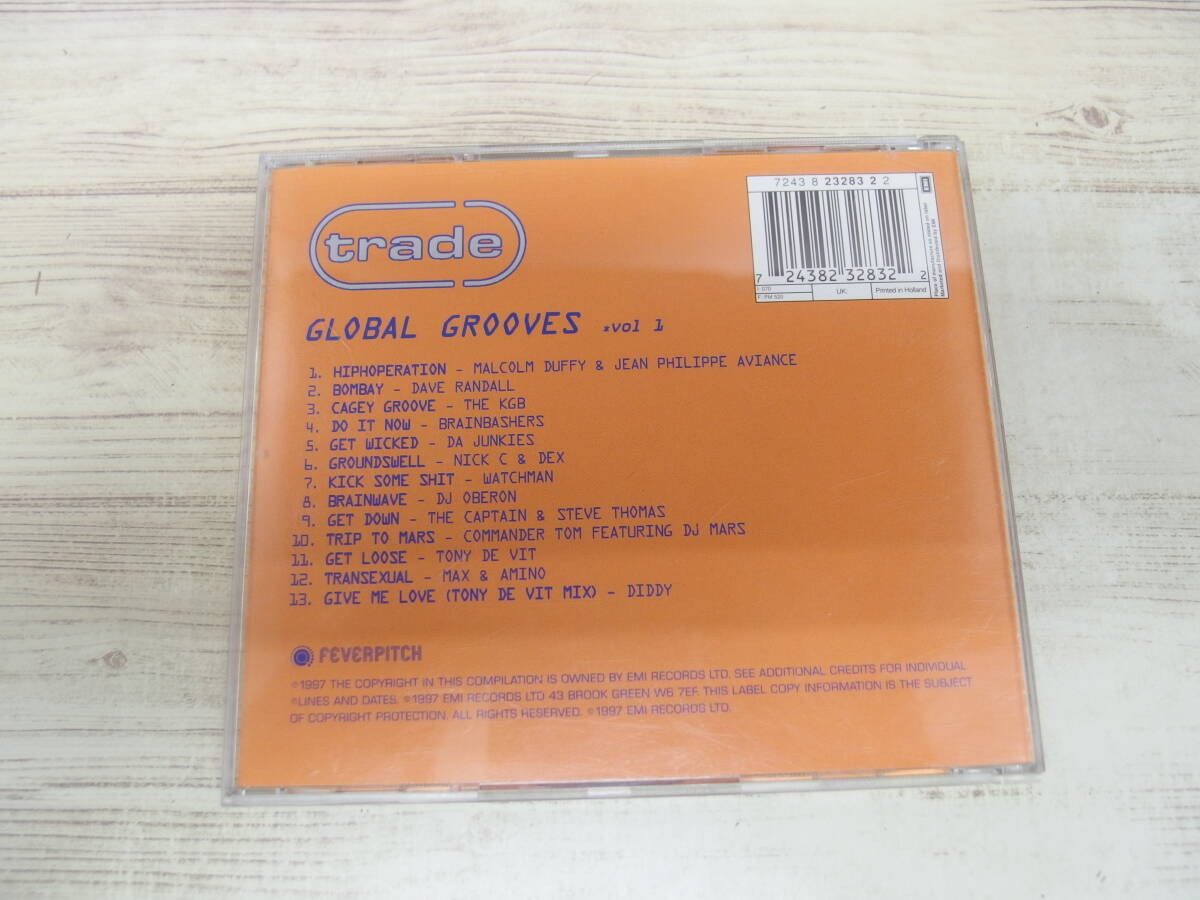 7243 8 23283 2 2
7 24382 32832 2
UK:
Printed in Holland
EMI
trade
GLOBAL GROOVES :vol 1
1. HIPHOPERATION - MALCOLM DUFFY & JEAN PHILIPPE AVIANCE
2. BOMBAY - DAVE RANDALL
3. CAGEY GROOVE - THE KGB
4. DO IT NOW - BRAINBASHERS
5. GET WICKED - DA JUNKIES
6. GROUNDSWELL - NICK C & DEX
7. KICK SOME SHIT - WATCHMAN
8. BRAINWAVE - DJ OBERON
9. GET DOWN - THE CAPTAIN & STEVE THOMAS
10. TRIP TO MARS - COMMANDER TOM FEATURING DJ MARS
11. GET LOOSE - TONY DE VIT
12. TRANSEXUAL - MAX & AMINO
13. GIVE ME LOVE (TONY DE VIT MIX) - DIDDY
FEVERPITCH
℗1997 THE COPYRIGHT IN THIS COMPILATION IS OWNED BY EMI RECORDS LTD. SEE ADDITIONAL CREDITS FOR INDIVIDUAL
℗LINES AND DATES. ©1997 EMI RECORDS LTD 43 BROOK GREEN W6 7EF. THIS LABEL COPY INFORMATION IS THE SUBJECT
OF COPYRIGHT PROTECTION. ALL RIGHTS RESERVED. ©1997 EMI RECORDS LTD.